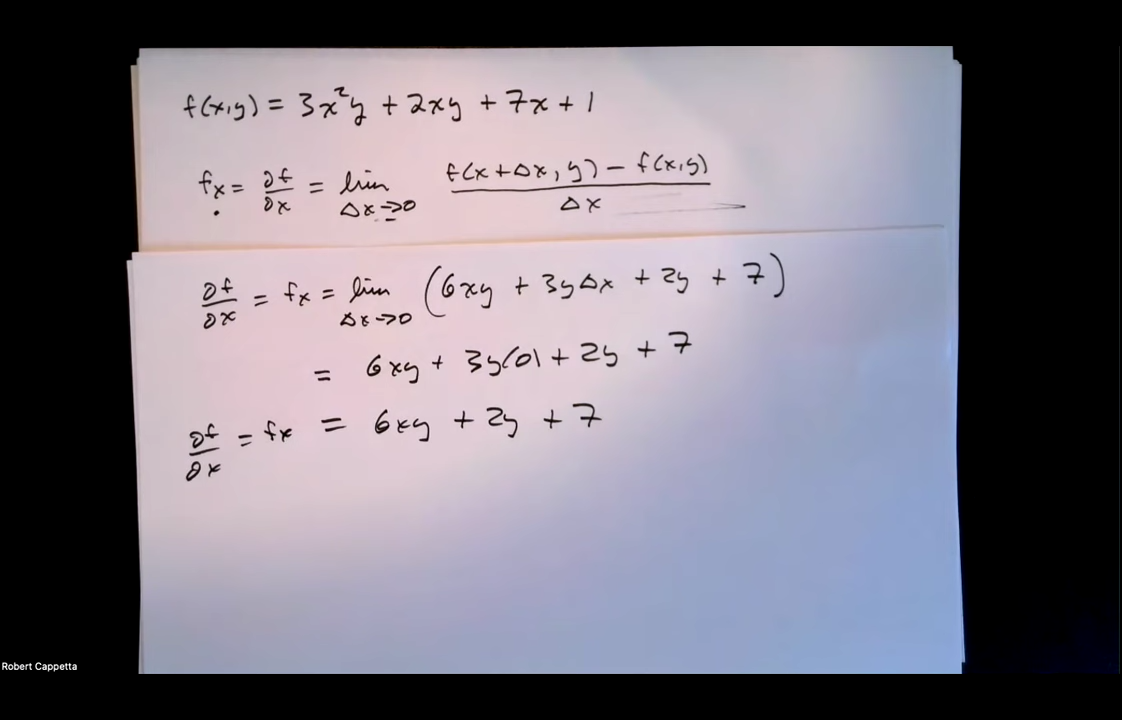 f(x,y) = 3x²y + 2xy + 7x + 1
fx = ∂f/∂x = lim Δx→0 (f(x+Δx, y) − f(x,y))/Δx
∂f/∂x = fx = lim Δx→0 (6xy + 3yΔx + 2y + 7)
= 6xy + 3y(0) + 2y + 7
∂f/∂x = fx = 6xy + 2y + 7
Robert Cappetta